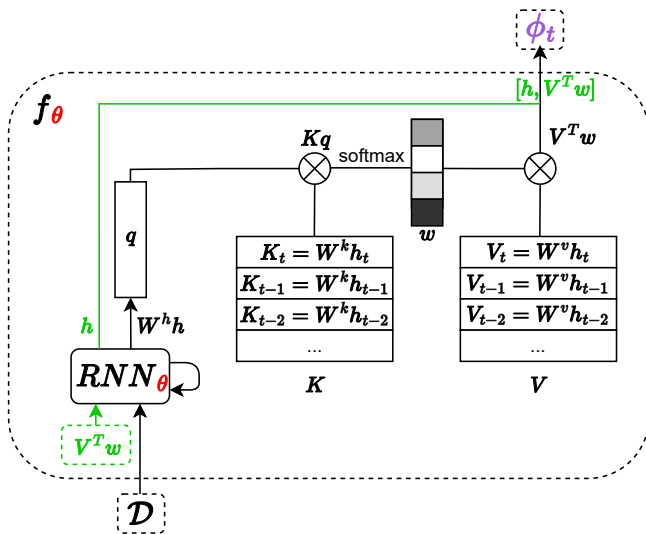 ϕ_t
[h, V^T w]
f_θ
V^T w
Kq
softmax
q
w
K_t = W^k h_t
K_{t-1} = W^k h_{t-1}
K_{t-2} = W^k h_{t-2}
...
K
V_t = W^v h_t
V_{t-1} = W^v h_{t-1}
V_{t-2} = W^v h_{t-2}
...
V
h
W^h h
RNN_θ
V^T w
𝒟